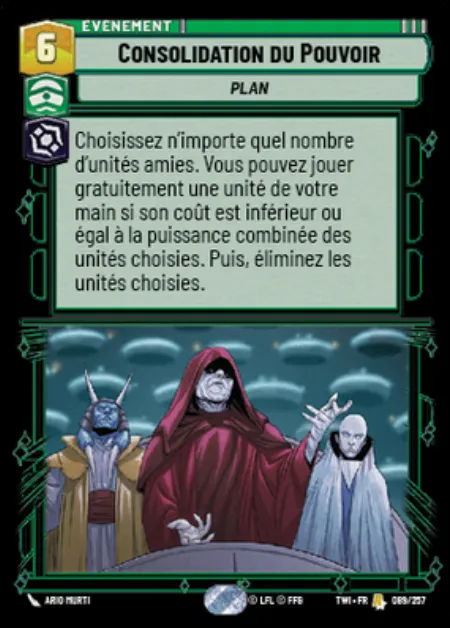 ÉVÉNEMENT
6
CONSOLIDATION DU POUVOIR
PLAN
Choisissez n'importe quel nombre
d'unités amies. Vous pouvez jouer
gratuitement une unité de votre
main si son coût est inférieur ou
égal à la puissance combinée des
unités choisies. Puis, éliminez les
unités choisies.
ARIO MURTI
© LFL © FFG
TWI • FR
089/257